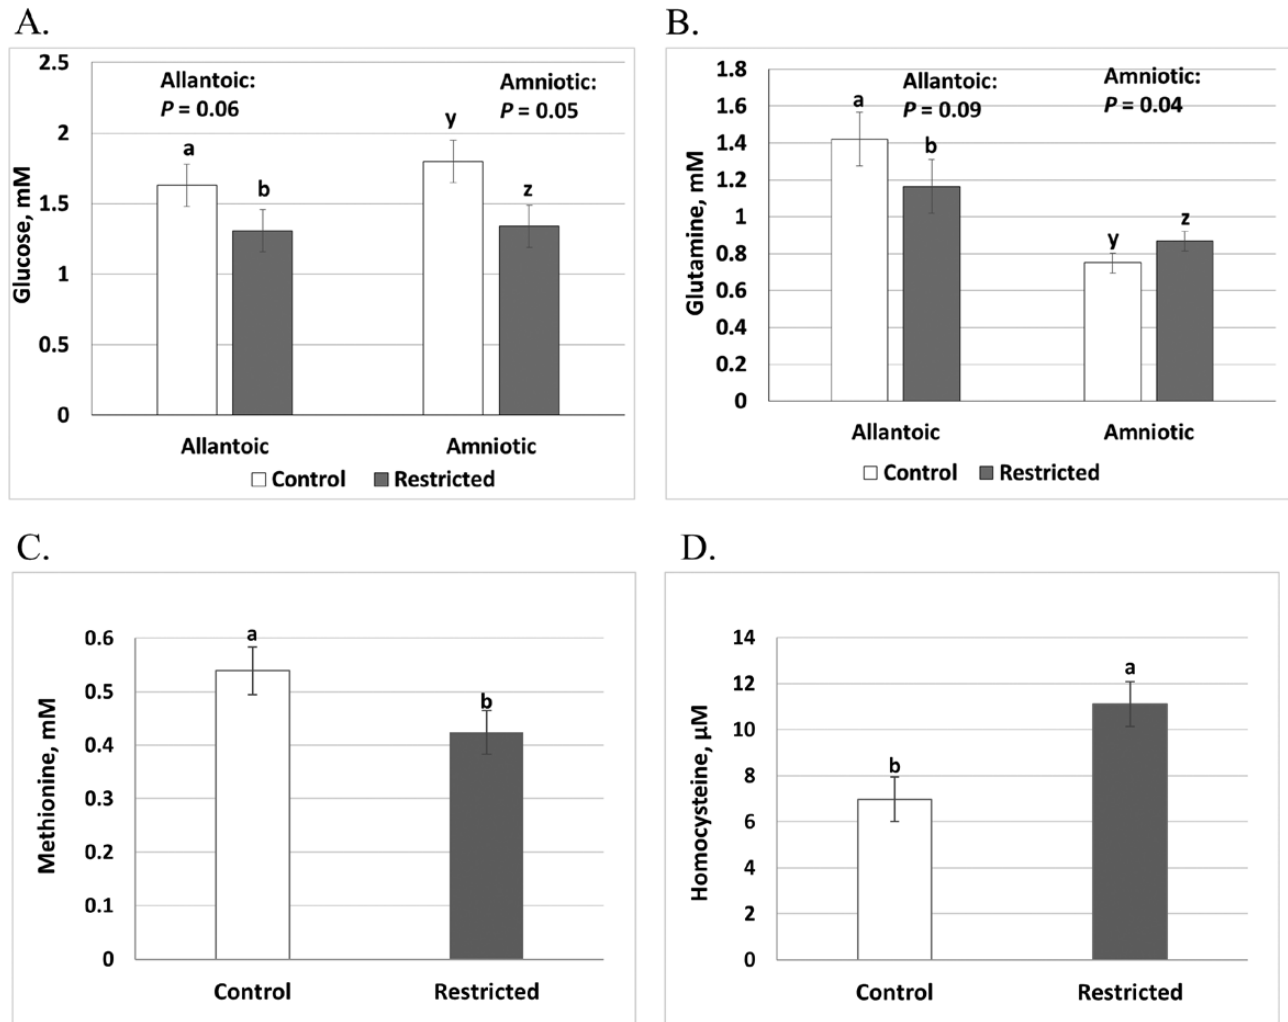 A.
2.5
2
1.5
1
0.5
0
Glucose, mM
Allantoic:
P = 0.06
Amniotic:
P = 0.05
a
b
y
z
Allantoic
Amniotic
Control
Restricted
B.
1.8
1.6
1.4
1.2
1
0.8
0.6
0.4
0.2
0
Glutamine, mM
Allantoic:
P = 0.09
Amniotic:
P = 0.04
a
b
y
z
Allantoic
Amniotic
Control
Restricted
C.
0.6
0.5
0.4
0.3
0.2
0.1
0
Methionine, mM
a
b
Control
Restricted
D.
14
12
10
8
6
4
2
0
Homocysteine, µM
b
a
Control
Restricted